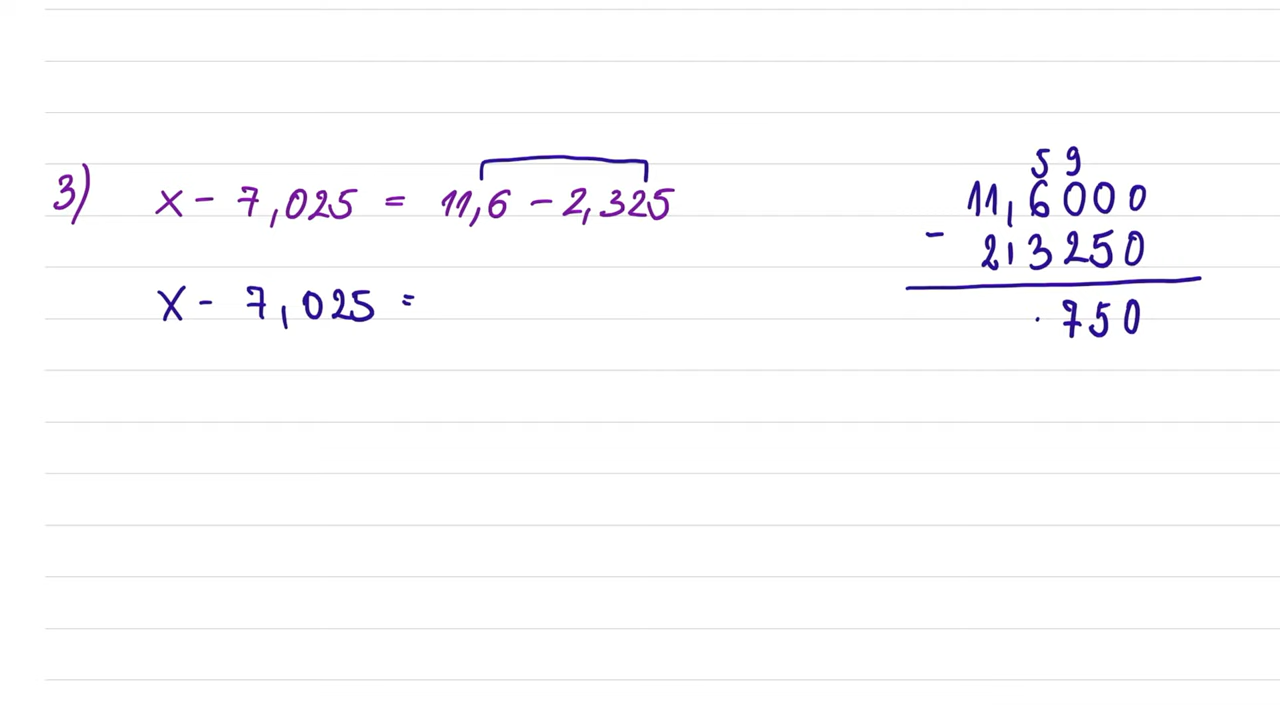 3) x - 7,025 = 11,6 - 2,325
x - 7,025 =
5 9
11,6000
- 2,3250
.750